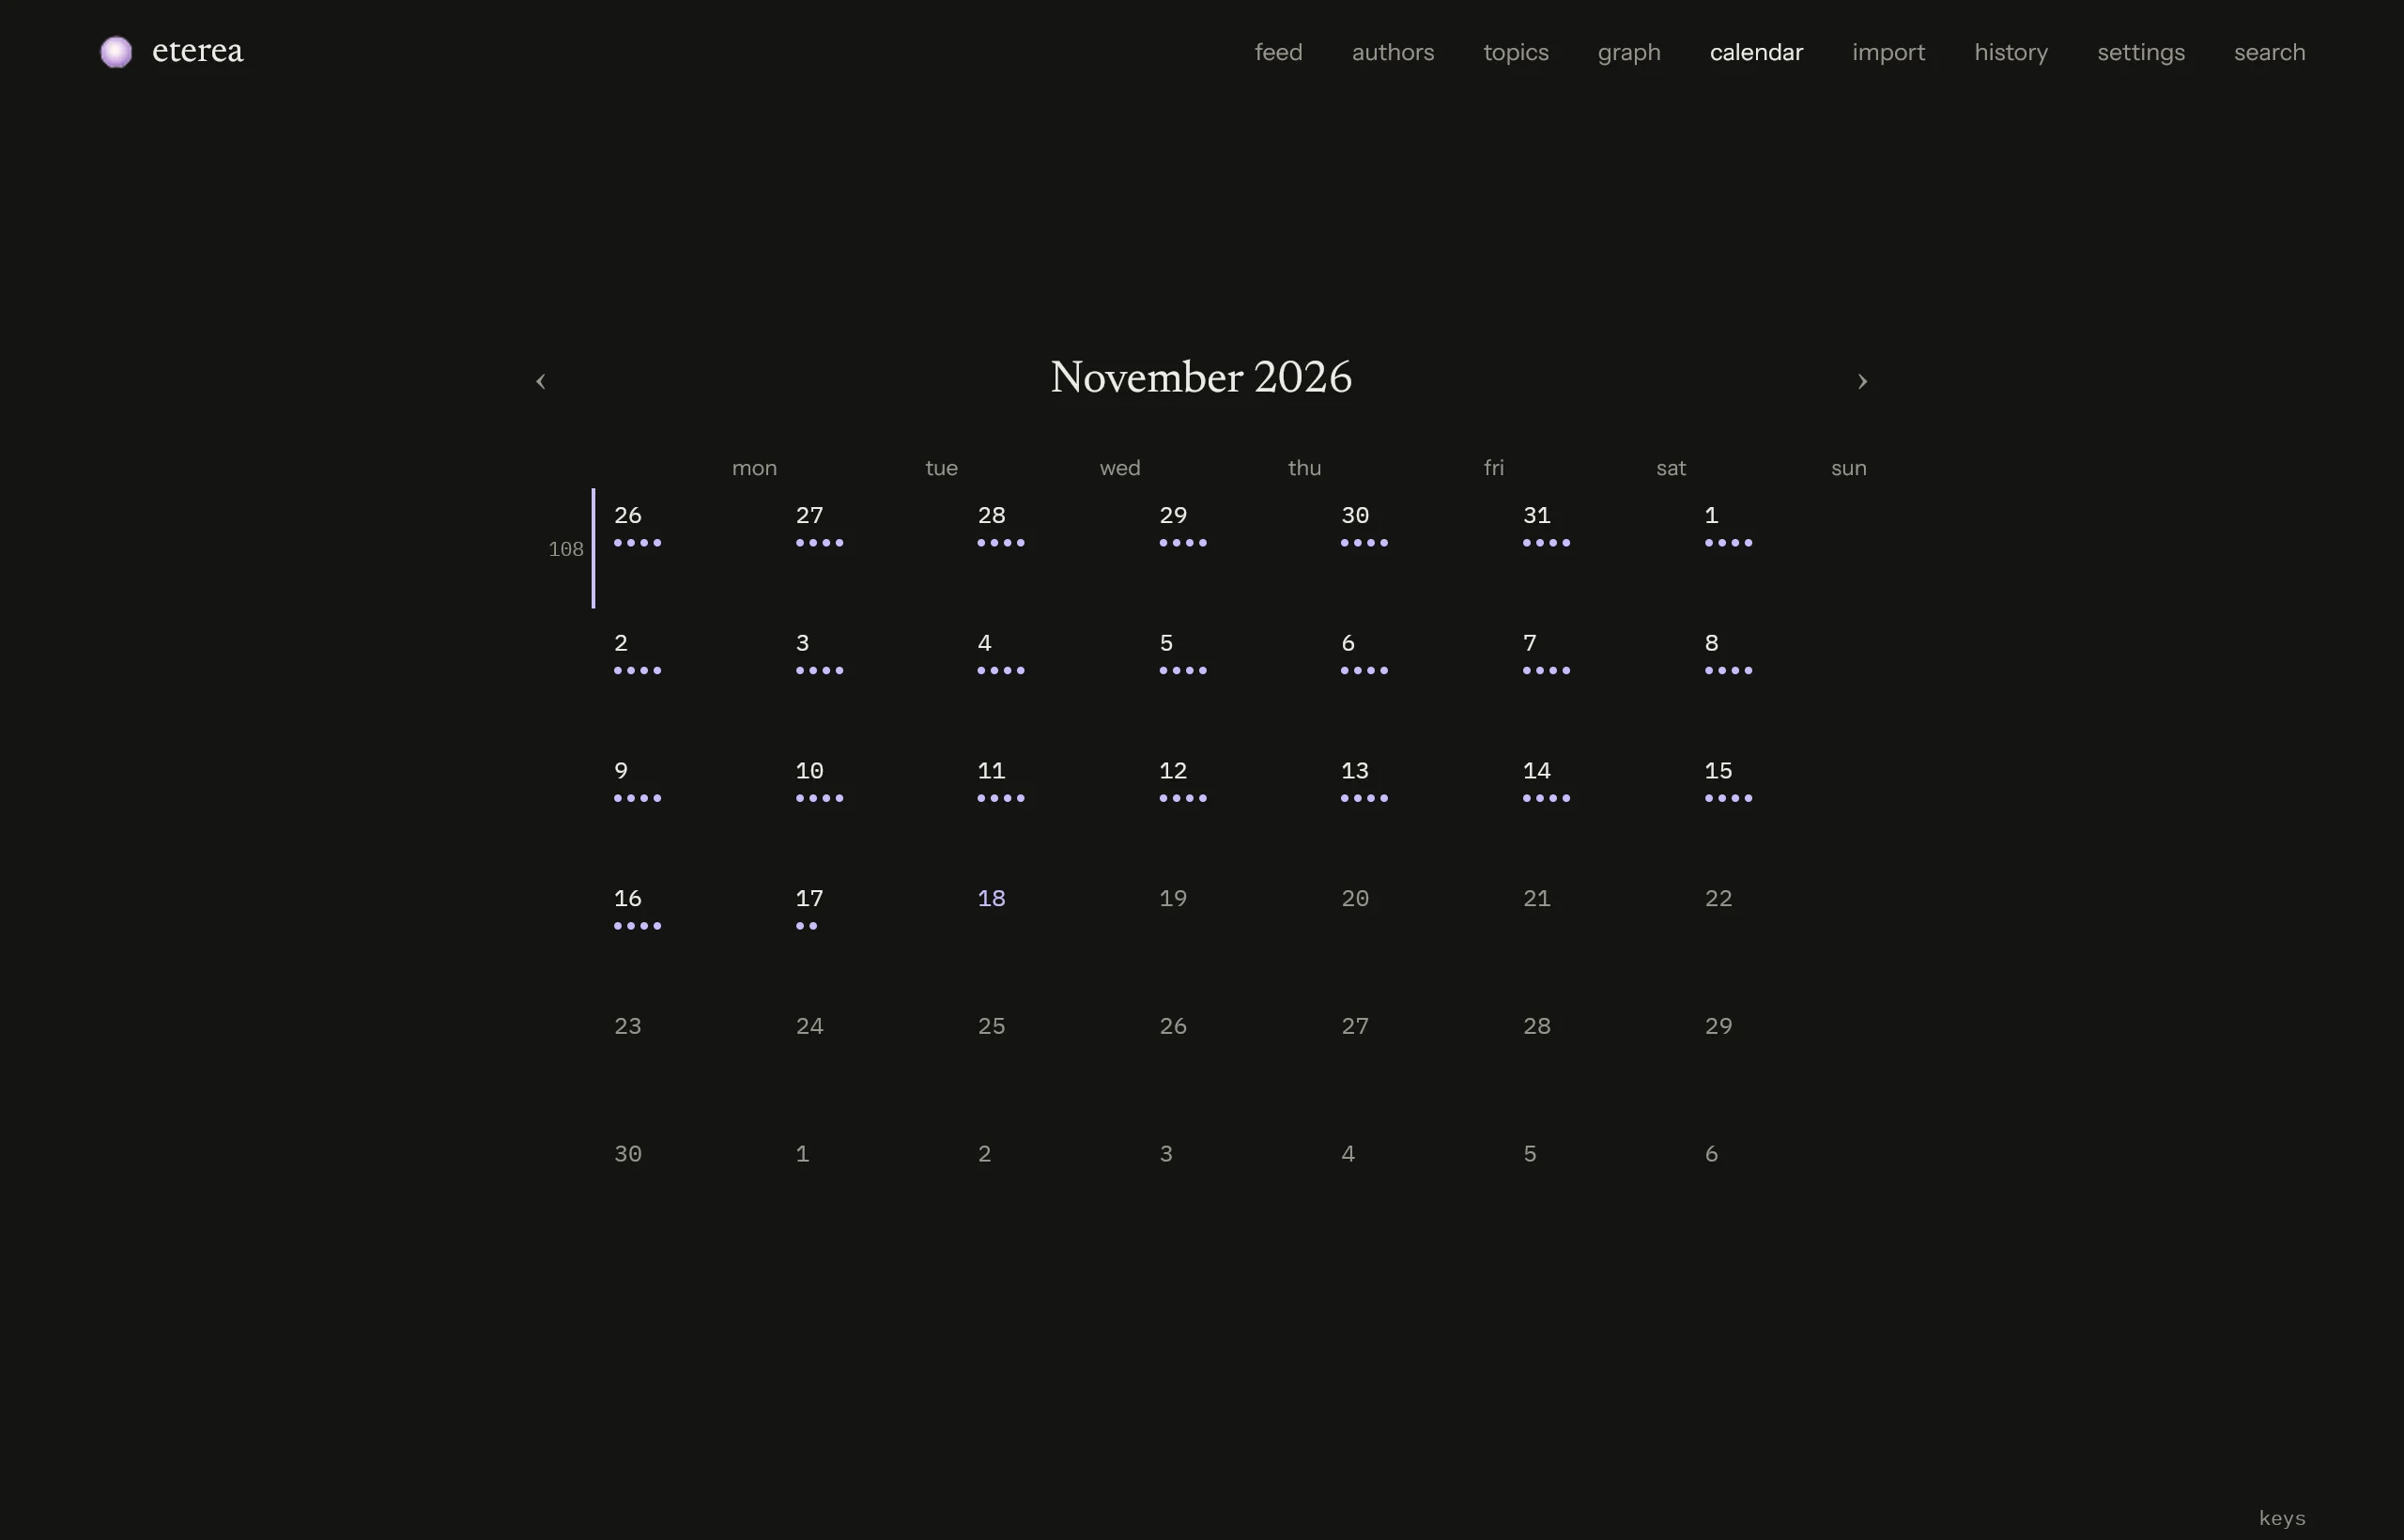 eterea
feed authors topics graph calendar import history settings search
‹ November 2026 ›
mon tue wed thu fri sat sun
108 26 27 28 29 30 31 1
2 3 4 5 6 7 8
9 10 11 12 13 14 15
16 17 18 19 20 21 22
23 24 25 26 27 28 29
30 1 2 3 4 5 6
keys